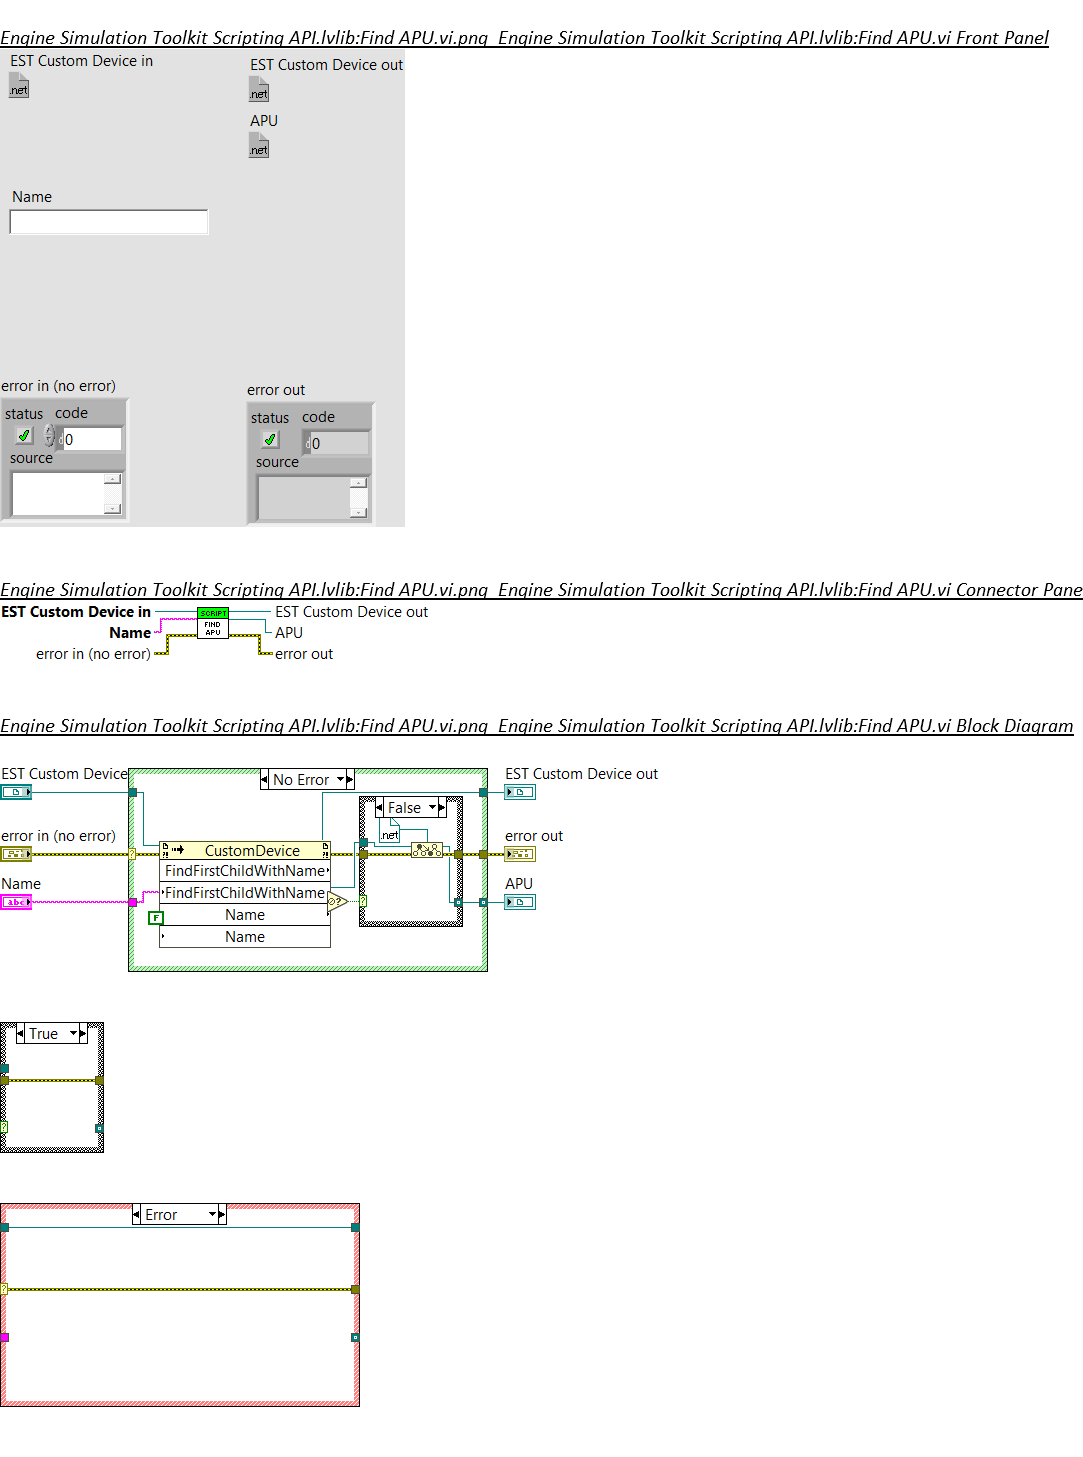 Engine Simulation Toolkit Scripting API.lvlib:Find APU.vi.png Engine Simulation Toolkit Scripting API.lvlib:Find APU.vi Front Panel
EST Custom Device in
EST Custom Device out
.net
.net
APU
.net
Name
error in (no error)
error out
status code
status code
0
0
source
source
Engine Simulation Toolkit Scripting API.lvlib:Find APU.vi.png Engine Simulation Toolkit Scripting API.lvlib:Find APU.vi Connector Pane
EST Custom Device in
SCRIPT
FIND
APU
EST Custom Device out
Name
APU
error in (no error)
error out
Engine Simulation Toolkit Scripting API.lvlib:Find APU.vi.png Engine Simulation Toolkit Scripting API.lvlib:Find APU.vi Block Diagram
EST Custom Device
No Error
EST Custom Device out
False
.net
error in (no error)
error out
CustomDevice
FindFirstChildWithName
Name
FindFirstChildWithName
APU
abc
F
Name
Name
True
Error